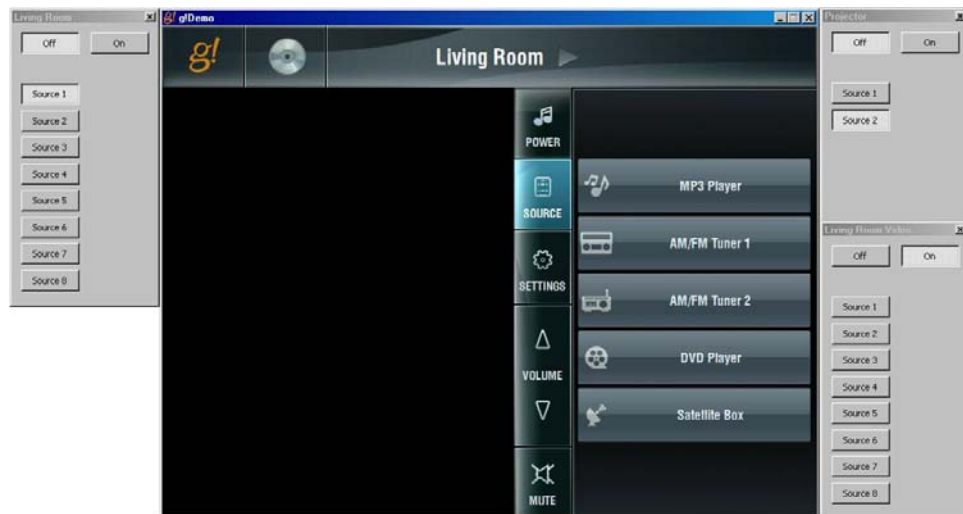 Living Room
Off
On
Source 1
Source 2
Source 3
Source 4
Source 5
Source 6
Source 7
Source 8
g! g!Demo
g!
Living Room
POWER
SOURCE
SETTINGS
VOLUME
MUTE
MP3 Player
AM/FM Tuner 1
AM/FM Tuner 2
DVD Player
Satellite Box
Projector
Off
On
Source 1
Source 2
Living Room Video
Off
On
Source 1
Source 2
Source 3
Source 4
Source 5
Source 6
Source 7
Source 8